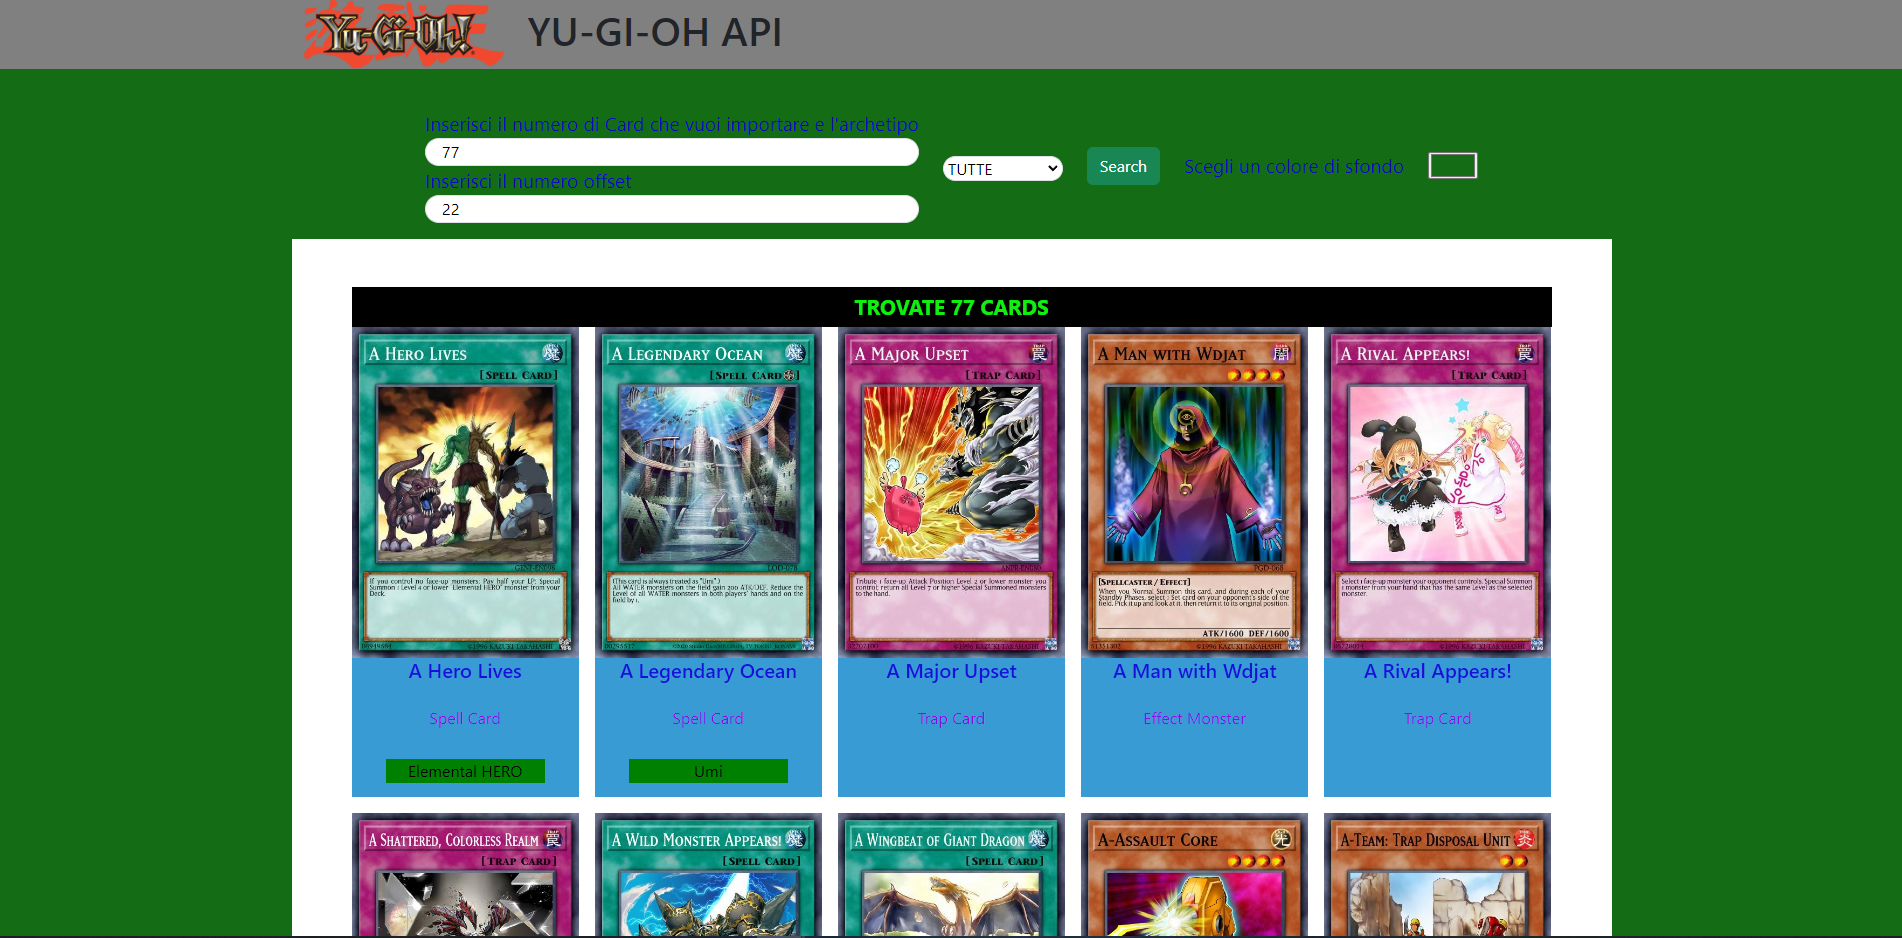 Yu-Gi-Oh! YU-GI-OH API
Inserisci il numero di Card che vuoi importare e l'archetipo
77
Inserisci il numero offset
22
TUTTE
Search
Scegli un colore di sfondo
TROVATE 77 CARDS
A Hero Lives
[Spell Card]
If you control no face-up monsters: Pay half your LP; Special
Summon 1 Level 4 or lower "Elemental HERO" monster from your
Deck.
A Hero Lives
Spell Card
Elemental HERO
A Legendary Ocean
[Spell Card]
LOD-078
(This card is always treated as "Umi".)
All WATER monsters on the field gain 200 ATK/DEF. Reduce the
Level of all WATER monsters in both players' hands and on the
field by 1.
A Legendary Ocean
Spell Card
Umi
A Major Upset
[Trap Card]
Tribute 1 face-up Attack Position Level 2 or lower monster you
control; return all Level 7 or higher Special Summoned monsters
to the hand.
©1996 KAZUKI TAKAHASHI
A Major Upset
Trap Card
A Man with Wdjat
PGD-068
[Spellcaster / Effect]
When you Normal Summon this card, and during each of your
Standby Phases, select 1 Set card on your opponent's side of the
field. Pick it up and look at it, then return it to its original position.
ATK/1600 DEF/1600
©1996 KAZUKI TAKAHASHI
A Man with Wdjat
Effect Monster
A Rival Appears!
[Trap Card]
Select 1 face-up monster your opponent controls. Special Summon
1 monster from your hand that has the same Level as the selected
monster.
©1996 KAZUKI TAKAHASHI
A Rival Appears!
Trap Card
A Shattered, Colorless Realm
[Trap Card]
A Wild Monster Appears!
[Spell Card]
A Wingbeat of Giant Dragon
[Spell Card]
A-Assault Core
A-Team: Trap Disposal Unit